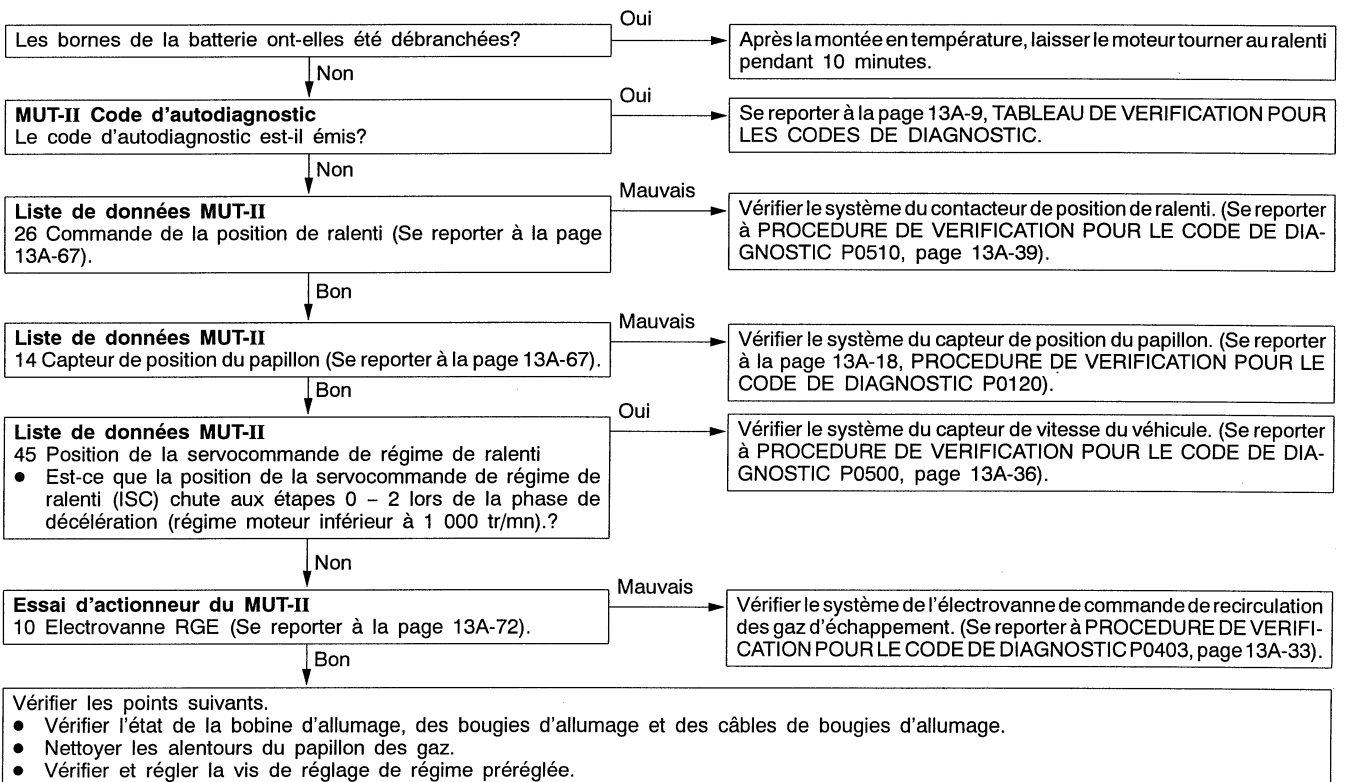 Les bornes de la batterie ont-elles été débranchées?
Oui
Après la montée en température, laisser le moteur tourner au ralenti
pendant 10 minutes.
Non
MUT-II Code d'autodiagnostic
Le code d'autodiagnostic est-il émis?
Oui
Se reporter à la page 13A-9, TABLEAU DE VERIFICATION POUR
LES CODES DE DIAGNOSTIC.
Non
Liste de données MUT-II
26 Commande de la position de ralenti (Se reporter à la page
13A-67).
Mauvais
Vérifier le système du contacteur de position de ralenti. (Se reporter
à PROCEDURE DE VERIFICATION POUR LE CODE DE DIA-
GNOSTIC P0510, page 13A-39).
Bon
Liste de données MUT-II
14 Capteur de position du papillon (Se reporter à la page 13A-67).
Mauvais
Vérifier le système du capteur de position du papillon. (Se reporter
à la page 13A-18, PROCEDURE DE VERIFICATION POUR LE
CODE DE DIAGNOSTIC P0120).
Bon
Liste de données MUT-II
45 Position de la servocommande de régime de ralenti
● Est-ce que la position de la servocommande de régime de
ralenti (ISC) chute aux étapes 0 – 2 lors de la phase de
décélération (régime moteur inférieur à 1 000 tr/mn).?
Oui
Vérifier le système du capteur de vitesse du véhicule. (Se reporter
à PROCEDURE DE VERIFICATION POUR LE CODE DE DIA-
GNOSTIC P0500, page 13A-36).
Non
Essai d'actionneur du MUT-II
10 Electrovanne RGE (Se reporter à la page 13A-72).
Mauvais
Vérifier le système de l'électrovanne de commande de recirculation
des gaz d'échappement. (Se reporter à PROCEDURE DE VERIFI-
CATION POUR LE CODE DE DIAGNOSTIC P0403, page 13A-33).
Bon
Vérifier les points suivants.
● Vérifier l'état de la bobine d'allumage, des bougies d'allumage et des câbles de bougies d'allumage.
● Nettoyer les alentours du papillon des gaz.
● Vérifier et régler la vis de réglage de régime préréglée.